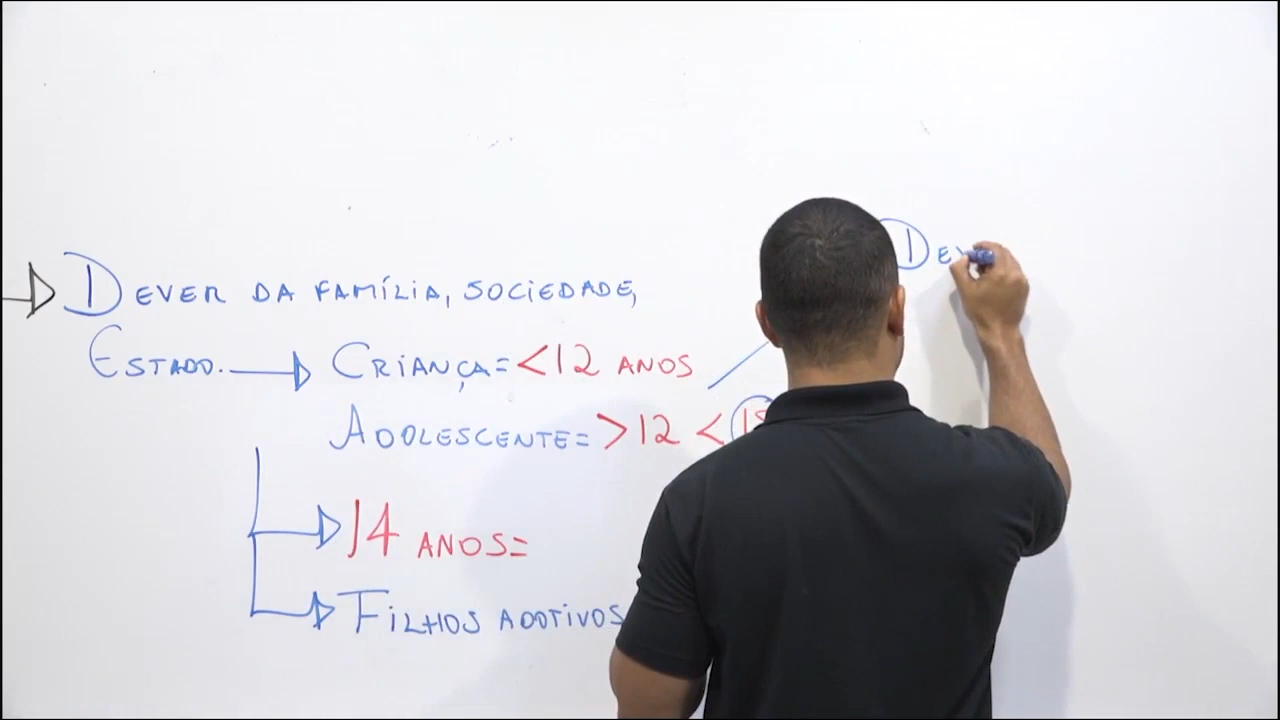 DEVER DA FAMÍLIA, SOCIEDADE,
ESTADO. CRIANÇA= <12 ANOS
ADOLESCENTE= >12 <
14 ANOS=
FILHOS ADOTIVOS